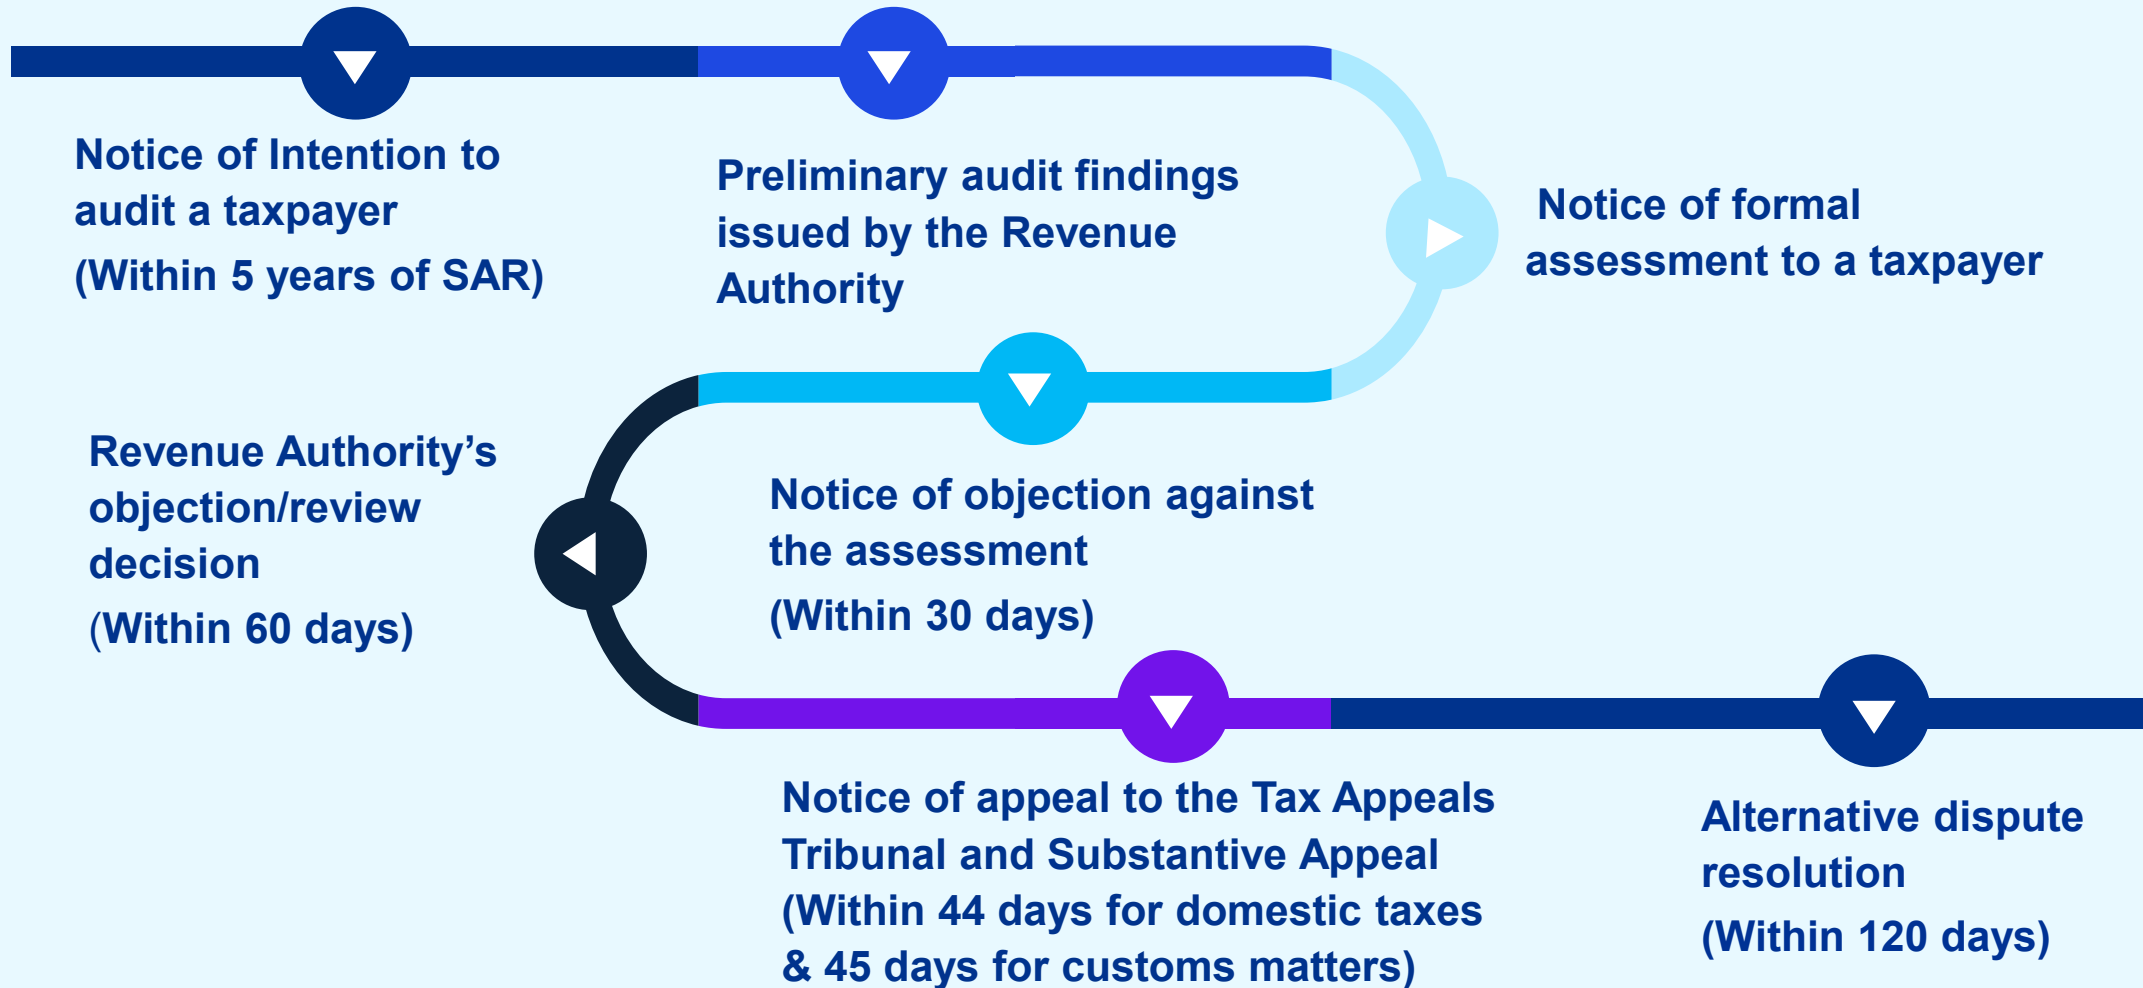 Notice of Intention to
audit a taxpayer
(Within 5 years of SAR)
Preliminary audit findings
issued by the Revenue
Authority
Notice of formal
assessment to a taxpayer
Notice of objection against
the assessment
(Within 30 days)
Revenue Authority’s
objection/review
decision
(Within 60 days)
Notice of appeal to the Tax Appeals
Tribunal and Substantive Appeal
(Within 44 days for domestic taxes
& 45 days for customs matters)
Alternative dispute
resolution
(Within 120 days)